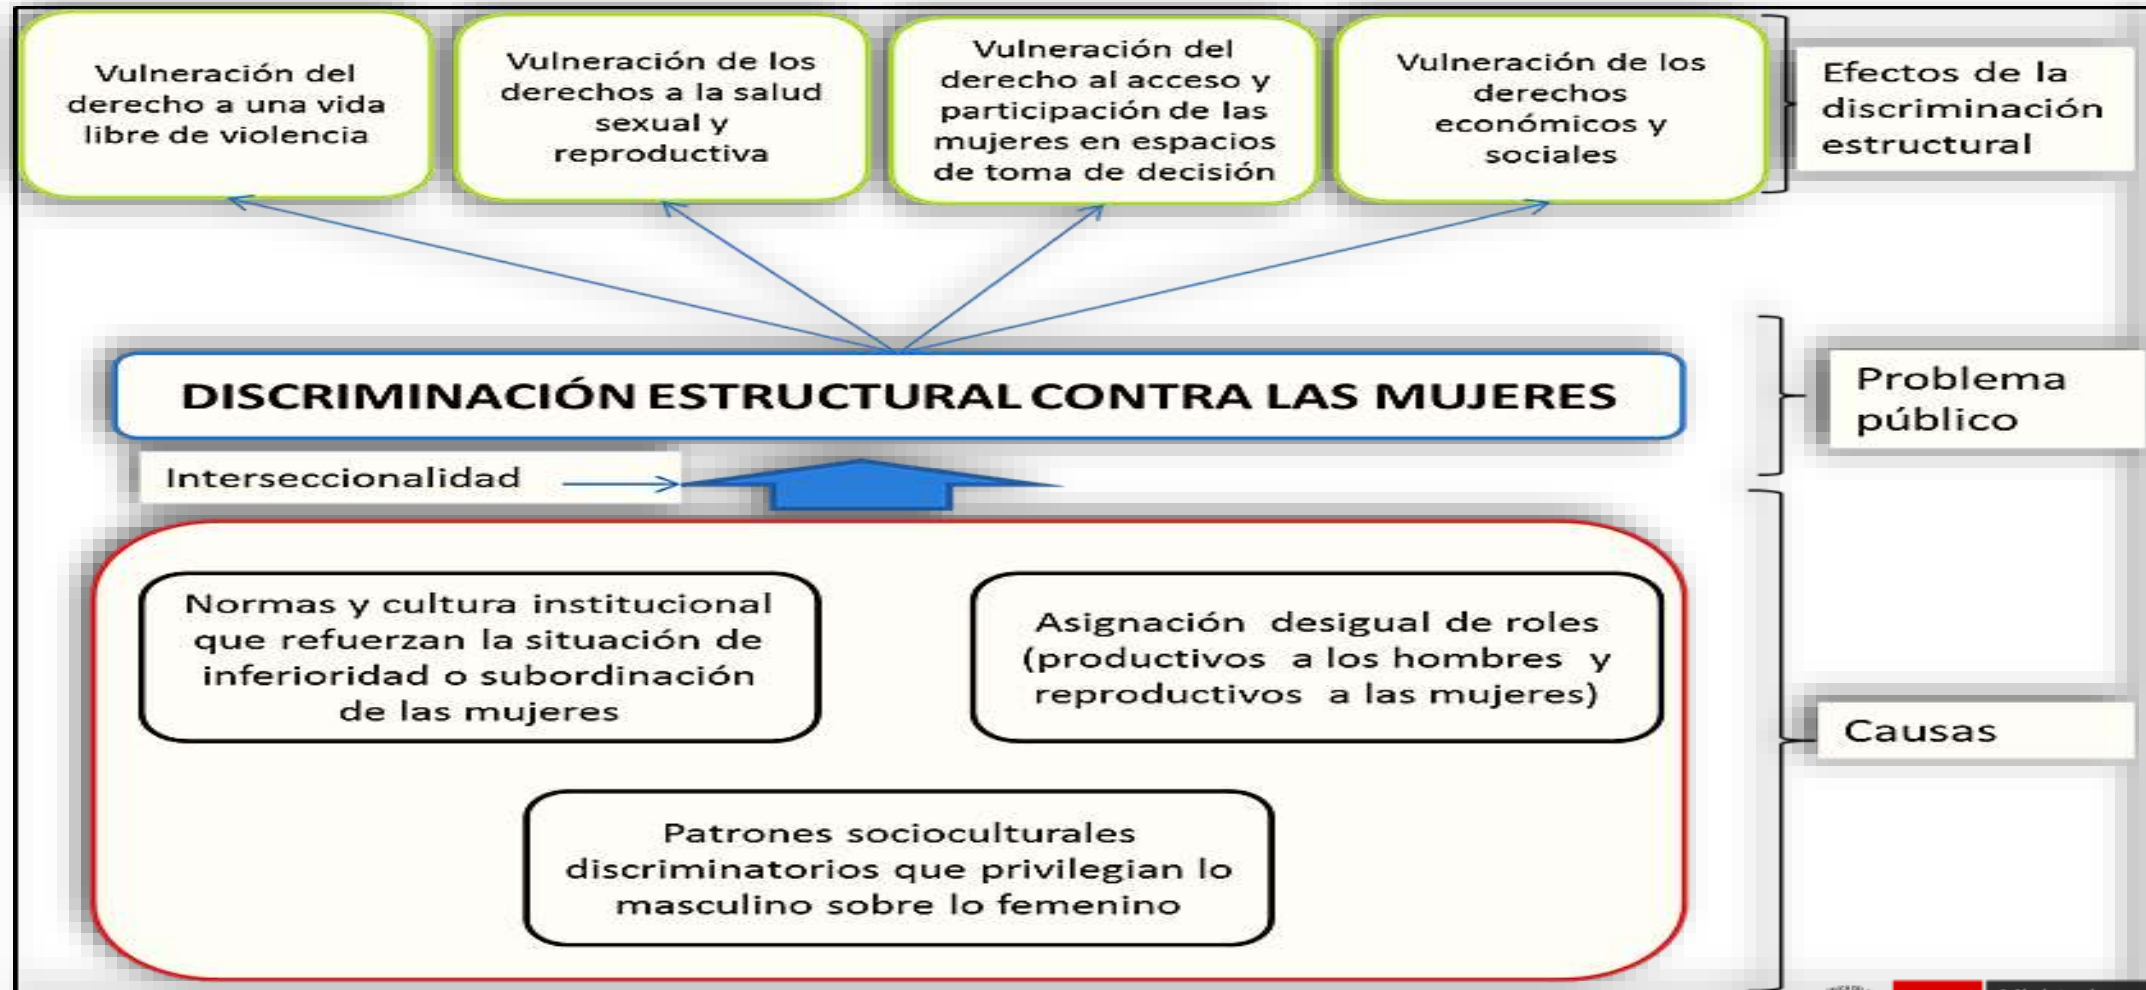 Vulneración del
derecho a una vida
libre de violencia
Vulneración de los
derechos a la salud
sexual y
reproductiva
Vulneración del
derecho al acceso y
participación de las
mujeres en espacios
de toma de decisión
Vulneración de los
derechos
económicos y
sociales
Efectos de la
discriminación
estructural
DISCRIMINACIÓN ESTRUCTURAL CONTRA LAS MUJERES
Problema
público
Interseccionalidad
Normas y cultura institucional
que refuerzan la situación de
inferioridad o subordinación
de las mujeres
Asignación desigual de roles
(productivos a los hombres y
reproductivos a las mujeres)
Causas
Patrones socioculturales
discriminatorios que privilegian lo
masculino sobre lo femenino